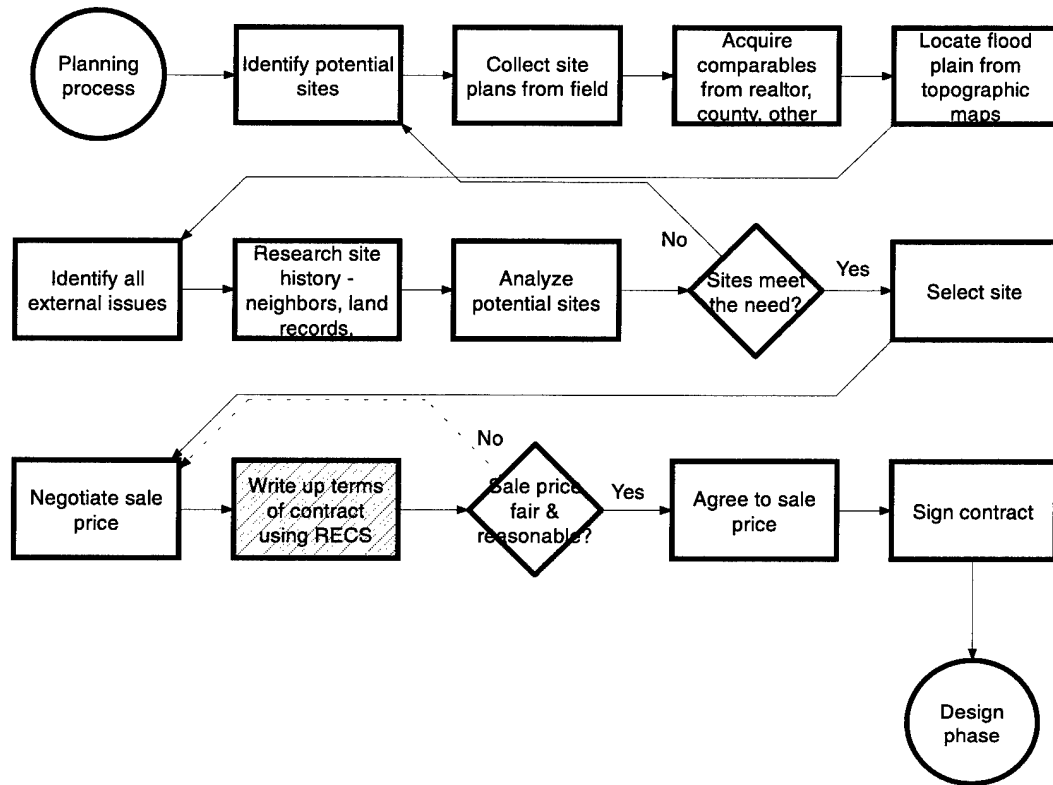 Planning
process
Identify potential
sites
Collect site
plans from field
Acquire
comparables
from realtor,
county, other
Locate flood
plain from
topographic
maps
Identify all
external issues
Research site
history -
neighbors, land
records,
Analyze
potential sites
No
Sites meet
the need?
Yes
Select site
Negotiate sale
price
Write up terms
of contract
using RECS
No
Sale price
fair &
reasonable?
Yes
Agree to sale
price
Sign contract
Design
phase